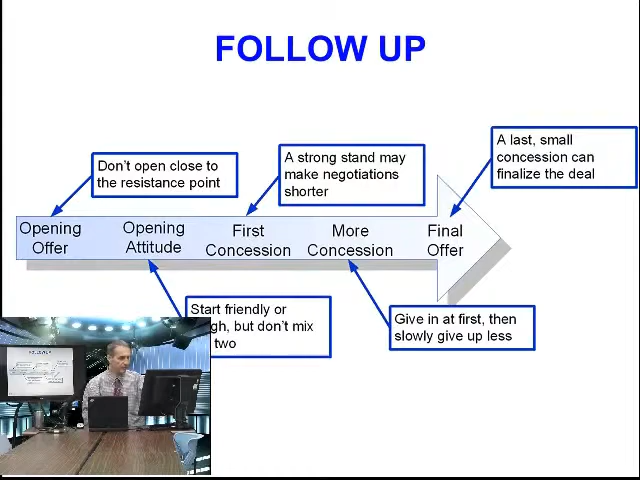 FOLLOW UP
A last, small
concession can
finalize the deal
Don't open close to
the resistance point
A strong stand may
make negotiations
shorter
Opening
Offer
Opening
Attitude
First
Concession
More
Concession
Final
Offer
Start friendly or
but don't mix
two
Give in at first, then
slowly give up less
FOLLOW UP